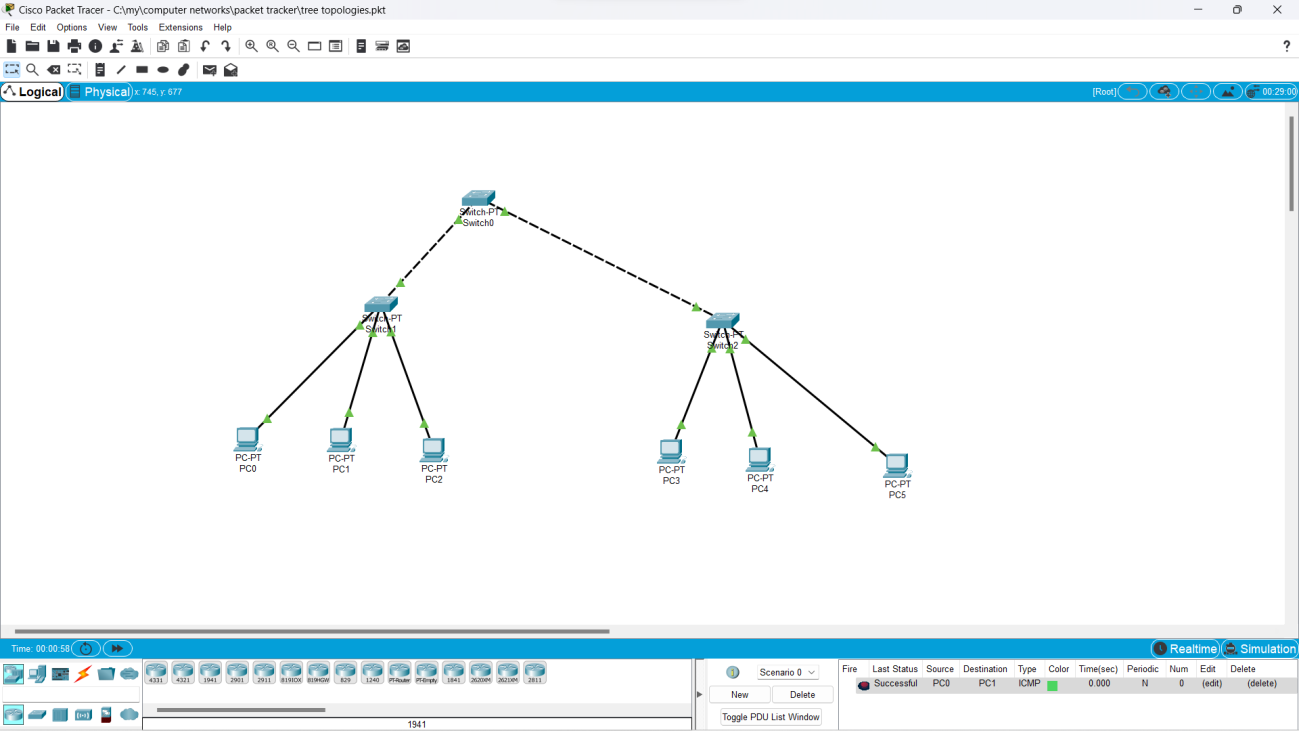 Cisco Packet Tracer - C:\my\computer networks\packet tracker\tree topologies.pkt
File Edit Options View Tools Extensions Help
?
Logical Physical x: 745, y: 677 [Root] 00:29:00
Switch-PT
Switch0
Switch-PT
Switch1
Switch-PT
Switch2
PC-PT
PC0
PC-PT
PC1
PC-PT
PC2
PC-PT
PC3
PC-PT
PC4
PC-PT
PC5
Time: 00:00:58 Realtime Simulation
4331 4321 1941 2901 2911 819IOX 819HGW 829 1240 PT-Router PT-Empty 1841 2620XM 2621XM 2811
1941
Scenario 0
New Delete
Toggle PDU List Window
Fire Last Status Source Destination Type Color Time(sec) Periodic Num Edit Delete
Successful PC0 PC1 ICMP 0.000 N 0 (edit) (delete)